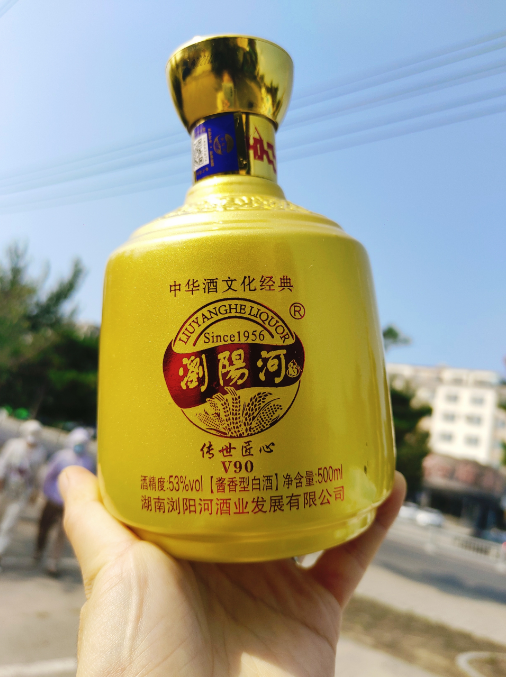 中华酒文化经典
LIUYANGHE LIQUOR
®
Since1956
瀏陽河
传世匠心
V90
酒精度:53%vol【酱香型白酒】净含量:500ml
湖南浏阳河酒业发展有限公司